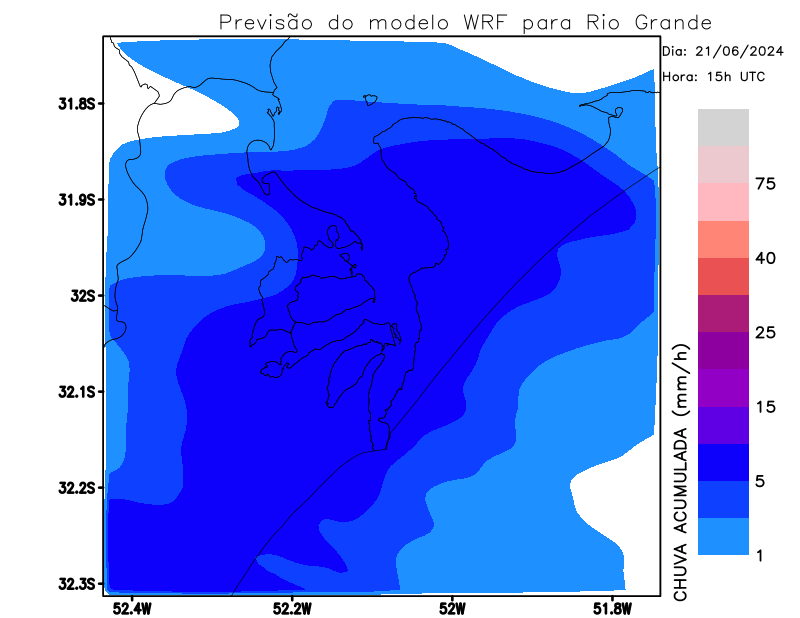 Previsão do modelo WRF para Rio Grande
Dia: 21/06/2024
Hora: 15h UTC
31.8S
31.9S
32S
32.1S
32.2S
32.3S
52.4W
52.2W
52W
51.8W
75
40
25
15
5
1
CHUVA ACUMULADA (mm/h)